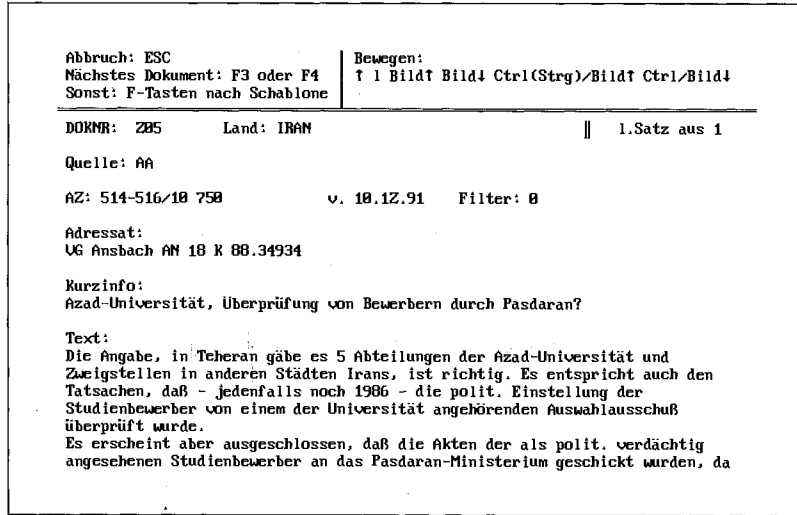 Abbruch: ESC
Nächstes Dokument: F3 oder F4
Sonst: F-Tasten nach Schablone
Bewegen:
↑ l Bild↑ Bild↓ Ctrl(Strg)/Bild↑ Ctrl/Bild↓
DOKNR: Z05 Land: IRAN ‖ 1.Satz aus 1
Quelle: AA
AZ: 514-516/10 750 v. 10.1Z.91 Filter: 0
Adressat:
VG Ansbach AN 18 K 88.34934
Kurzinfo:
Azad-Universität, Überprüfung von Bewerbern durch Pasdaran?
Text:
Die Angabe, in Teheran gäbe es 5 Abteilungen der Azad-Universität und
Zweigstellen in anderen Städten Irans, ist richtig. Es entspricht auch den
Tatsachen, daß - jedenfalls noch 1986 - die polit. Einstellung der
Studienbewerber von einem der Universität angehörenden Auswahlausschuß
überprüft wurde.
Es erscheint aber ausgeschlossen, daß die Akten der als polit. verdächtig
angesehenen Studienbewerber an das Pasdaran-Ministerium geschickt wurden, da